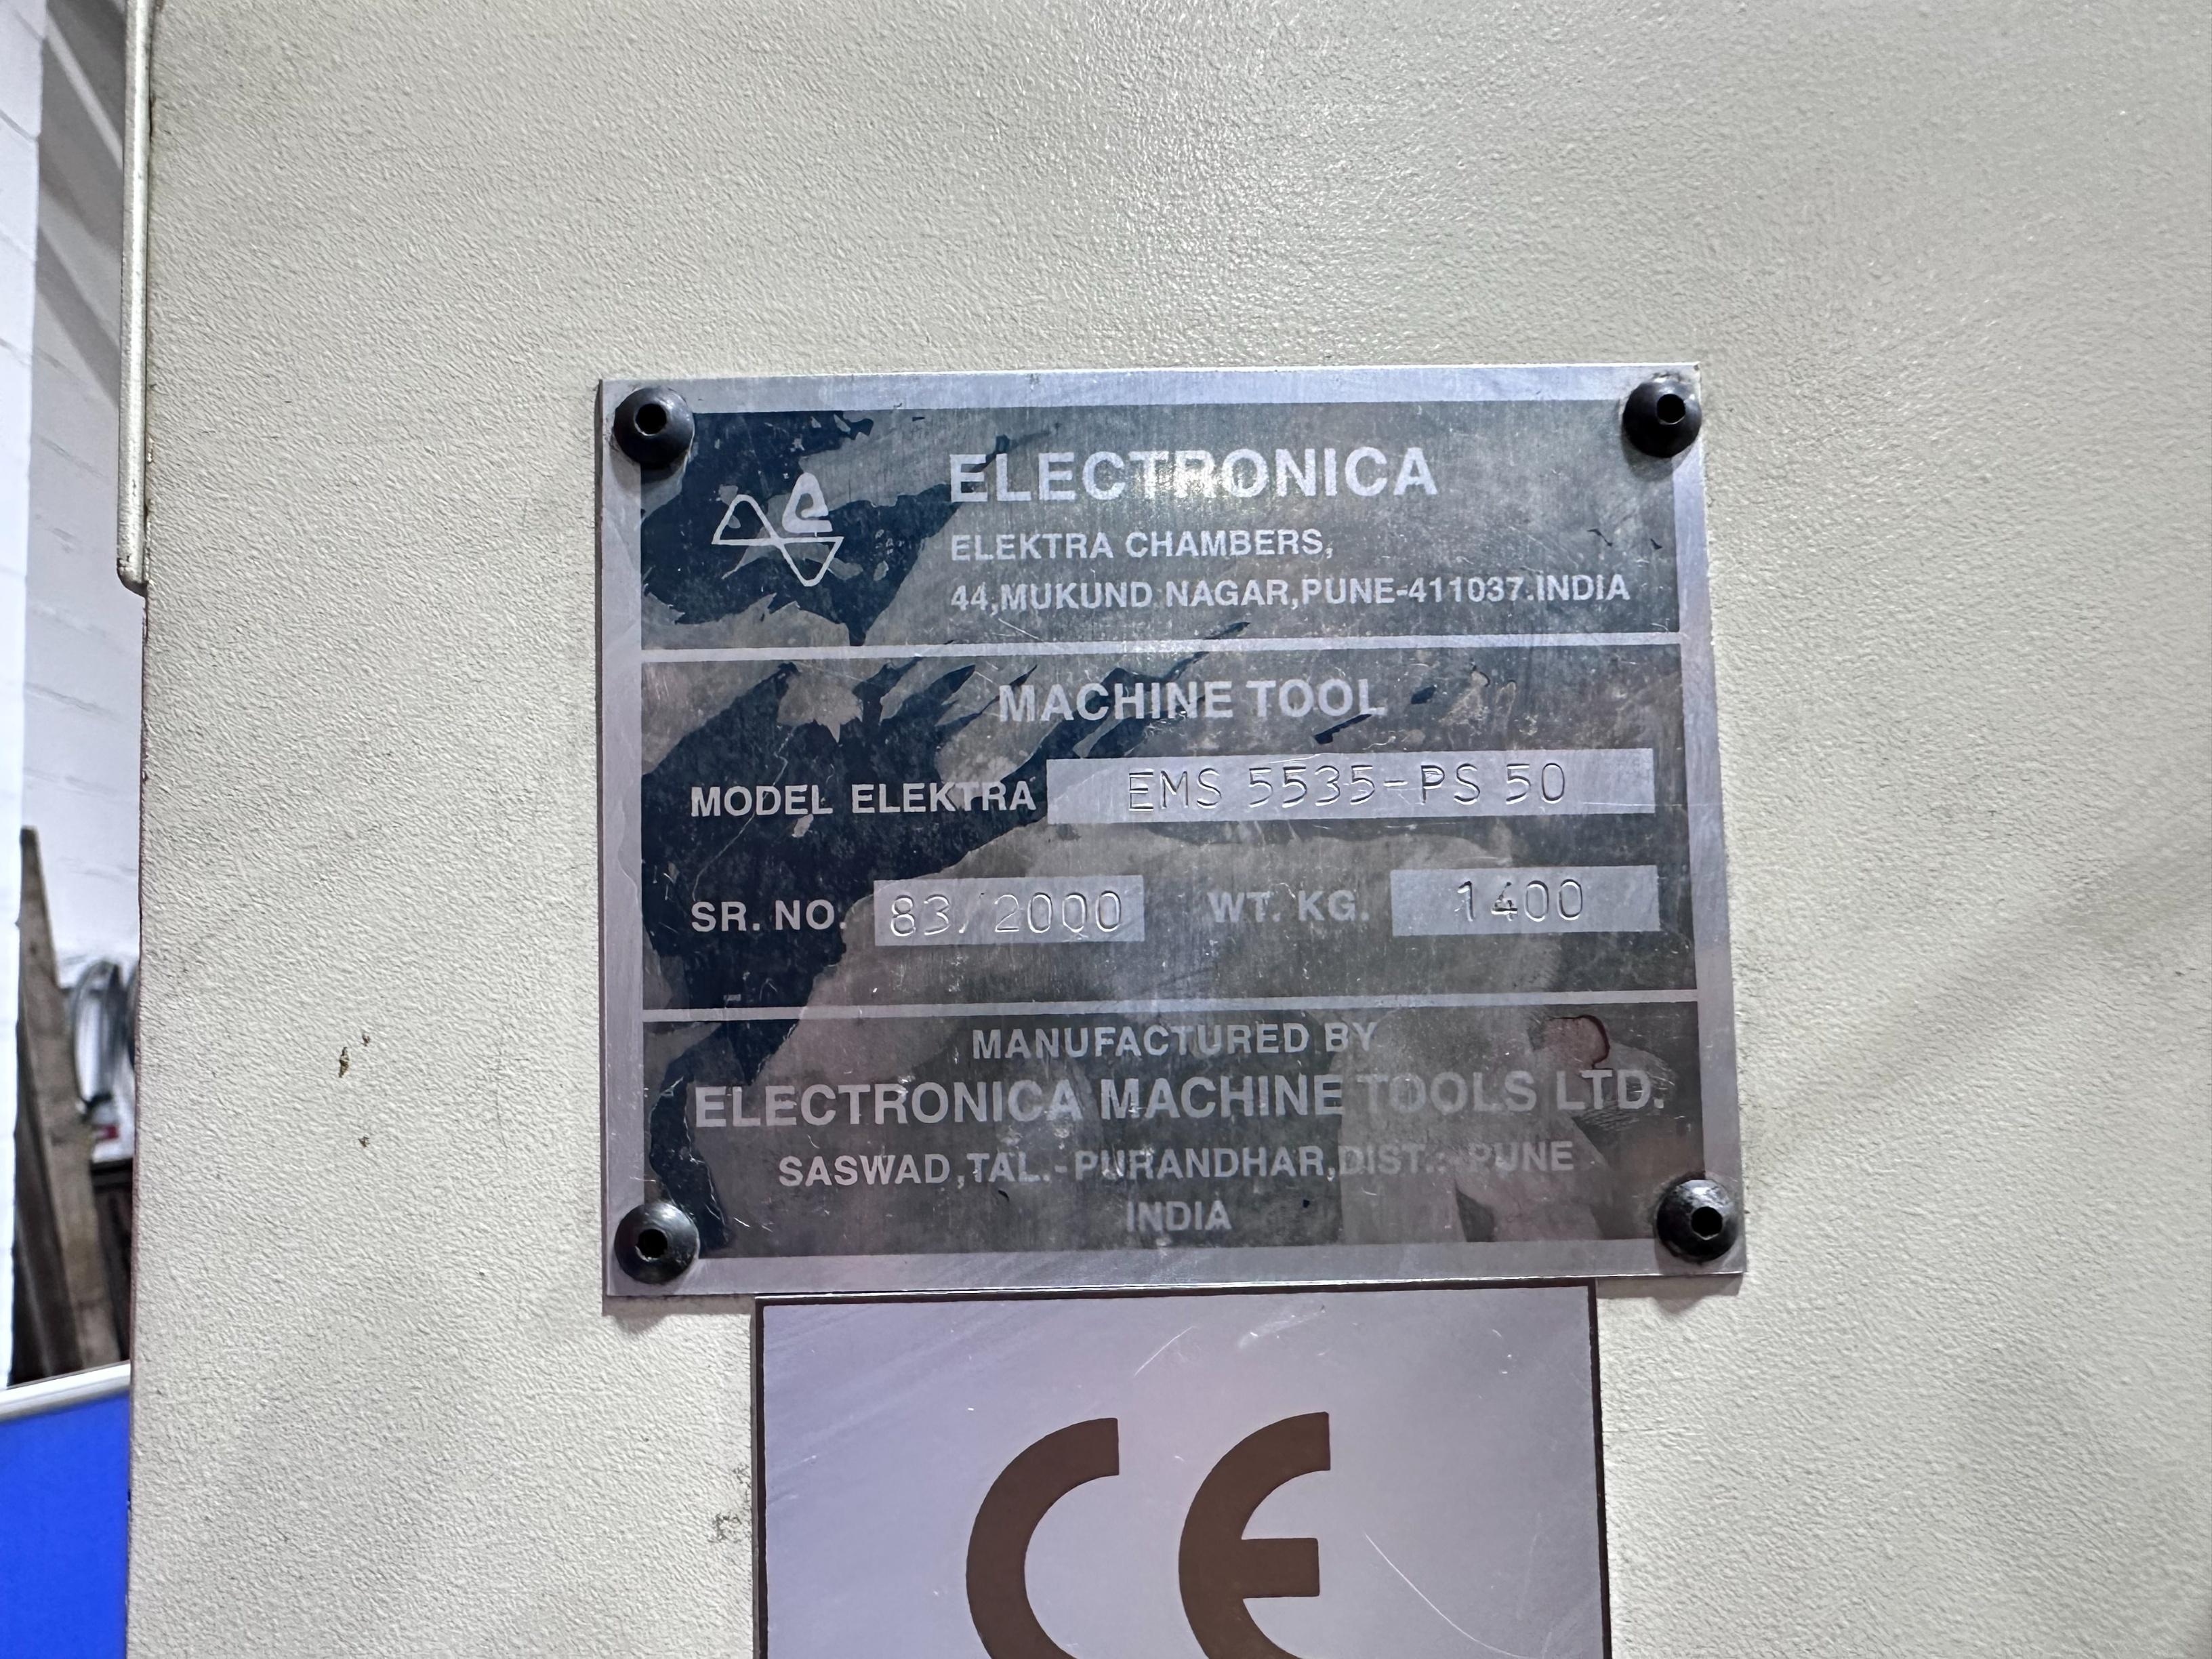 ELECTRONICA
ELEKTRA CHAMBERS,
44,MUKUND NAGAR,PUNE-411037.INDIA
MACHINE TOOL
MODEL ELEKTRA EMS 5535-PS 50
SR. NO. 83/2000 WT. KG. 1400
MANUFACTURED BY
ELECTRONICA MACHINE TOOLS LTD.
SASWAD,TAL.-PURANDHAR,DIST.:-PUNE
INDIA
CE